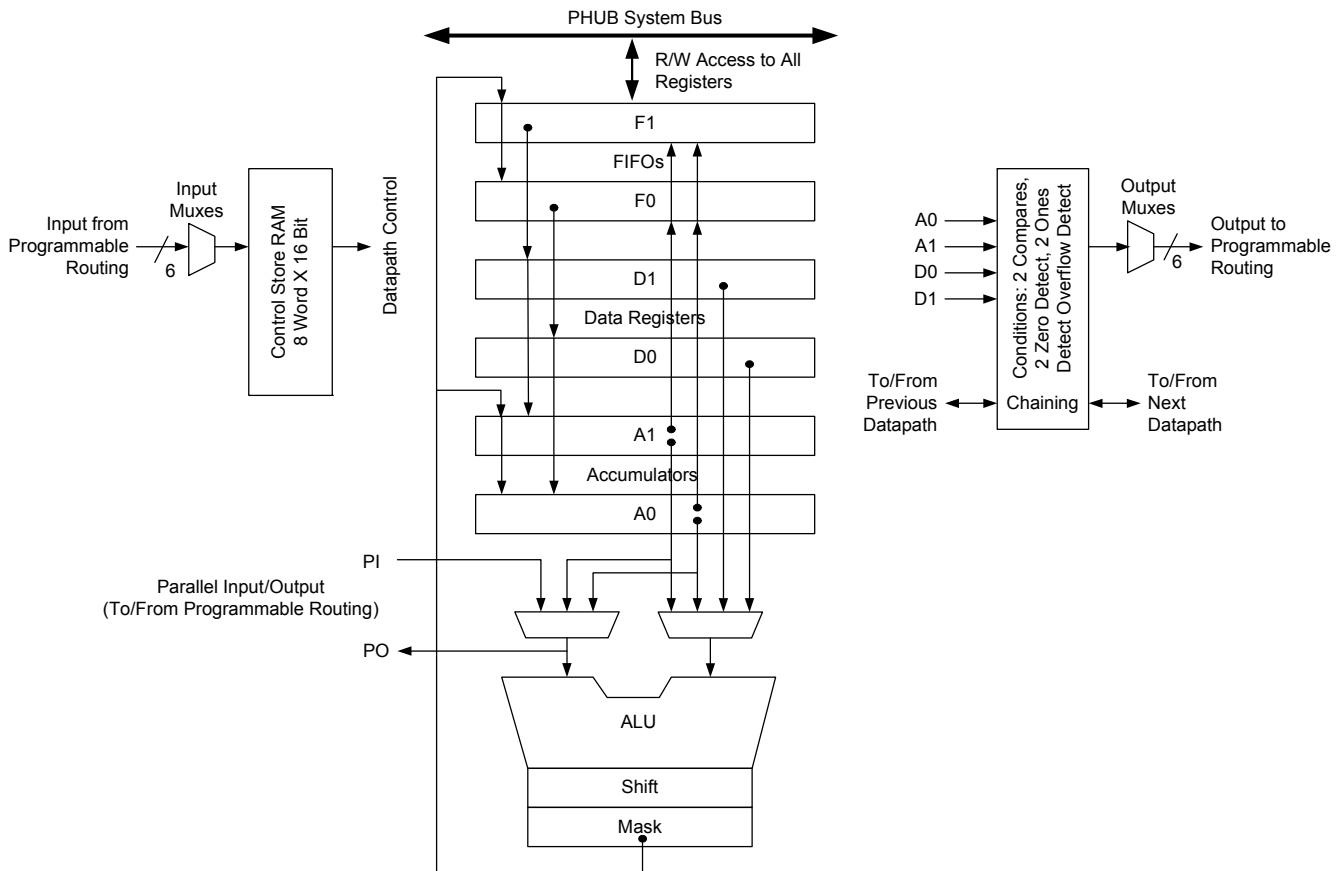 PHUB System Bus
R/W Access to All
Registers
F1
FIFOs
F0
D1
Data Registers
D0
A1
Accumulators
A0
Input from
Programmable
Routing
6
Input
Muxes
Control Store RAM
8 Word X 16 Bit
Datapath Control
PI
Parallel Input/Output
(To/From Programmable Routing)
PO
ALU
Shift
Mask
A0
A1
D0
D1
Conditions: 2 Compares,
2 Zero Detect, 2 Ones
Detect Overflow Detect
Output
Muxes
6
Output to
Programmable
Routing
To/From
Previous
Datapath
Chaining
To/From
Next
Datapath